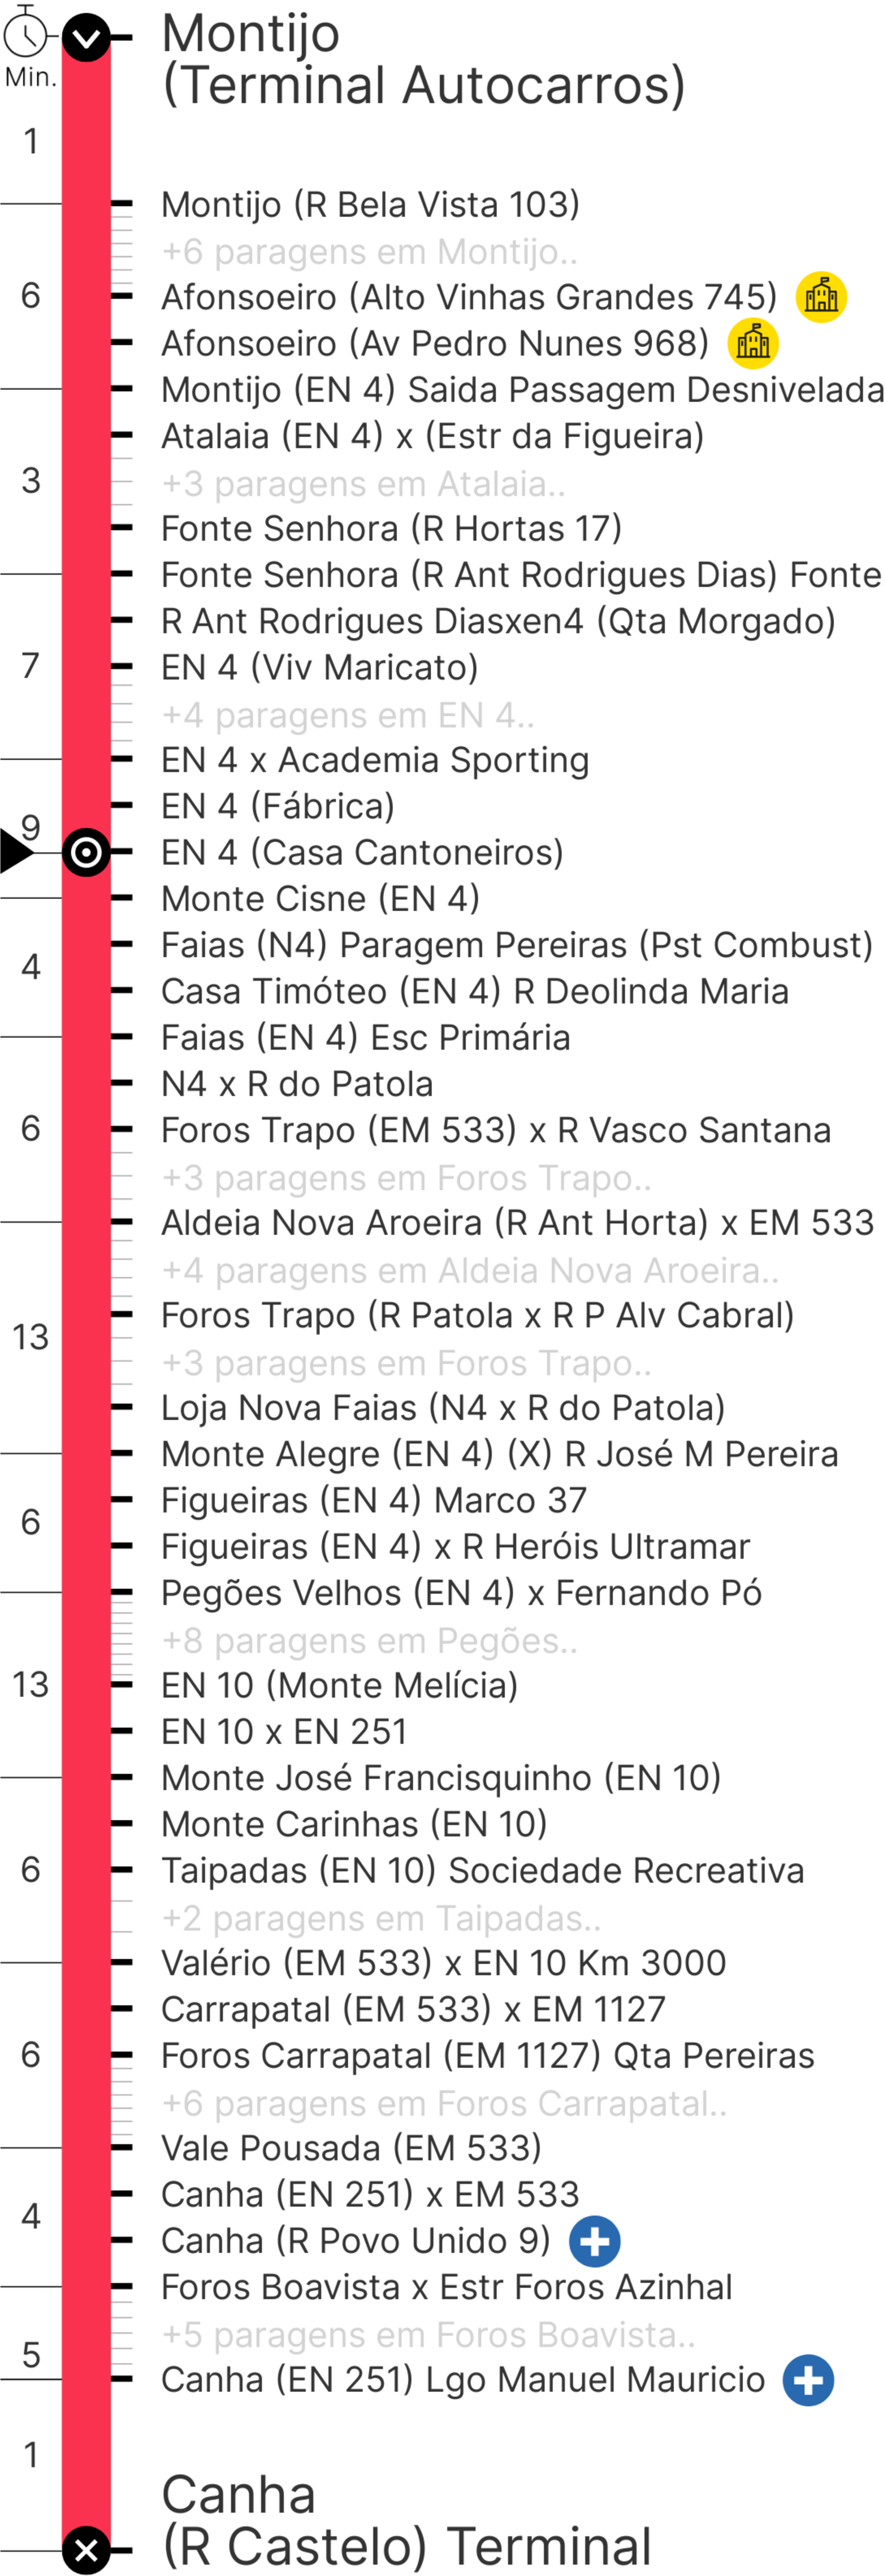 Montijo
(Terminal Autocarros)
Min.
1
Montijo (R Bela Vista 103)
+6 paragens em Montijo..
6
Afonsoeiro (Alto Vinhas Grandes 745)
Afonsoeiro (Av Pedro Nunes 968)
Montijo (EN 4) Saida Passagem Desnivelada
Atalaia (EN 4) x (Estr da Figueira)
3
+3 paragens em Atalaia..
Fonte Senhora (R Hortas 17)
Fonte Senhora (R Ant Rodrigues Dias) Fonte
R Ant Rodrigues Diasxen4 (Qta Morgado)
7
EN 4 (Viv Maricato)
+4 paragens em EN 4..
EN 4 x Academia Sporting
EN 4 (Fábrica)
9
EN 4 (Casa Cantoneiros)
Monte Cisne (EN 4)
Faias (N4) Paragem Pereiras (Pst Combust)
4
Casa Timóteo (EN 4) R Deolinda Maria
Faias (EN 4) Esc Primária
N4 x R do Patola
6
Foros Trapo (EM 533) x R Vasco Santana
+3 paragens em Foros Trapo..
Aldeia Nova Aroeira (R Ant Horta) x EM 533
+4 paragens em Aldeia Nova Aroeira..
Foros Trapo (R Patola x R P Alv Cabral)
13
+3 paragens em Foros Trapo..
Loja Nova Faias (N4 x R do Patola)
Monte Alegre (EN 4) (X) R José M Pereira
Figueiras (EN 4) Marco 37
6
Figueiras (EN 4) x R Heróis Ultramar
Pegões Velhos (EN 4) x Fernando Pó
+8 paragens em Pegões..
13
EN 10 (Monte Melícia)
EN 10 x EN 251
Monte José Francisquinho (EN 10)
Monte Carinhas (EN 10)
6
Taipadas (EN 10) Sociedade Recreativa
+2 paragens em Taipadas..
Valério (EM 533) x EN 10 Km 3000
Carrapatal (EM 533) x EM 1127
6
Foros Carrapatal (EM 1127) Qta Pereiras
+6 paragens em Foros Carrapatal..
Vale Pousada (EM 533)
Canha (EN 251) x EM 533
4
Canha (R Povo Unido 9)
Foros Boavista x Estr Foros Azinhal
+5 paragens em Foros Boavista..
5
Canha (EN 251) Lgo Manuel Mauricio
1
Canha
(R Castelo) Terminal